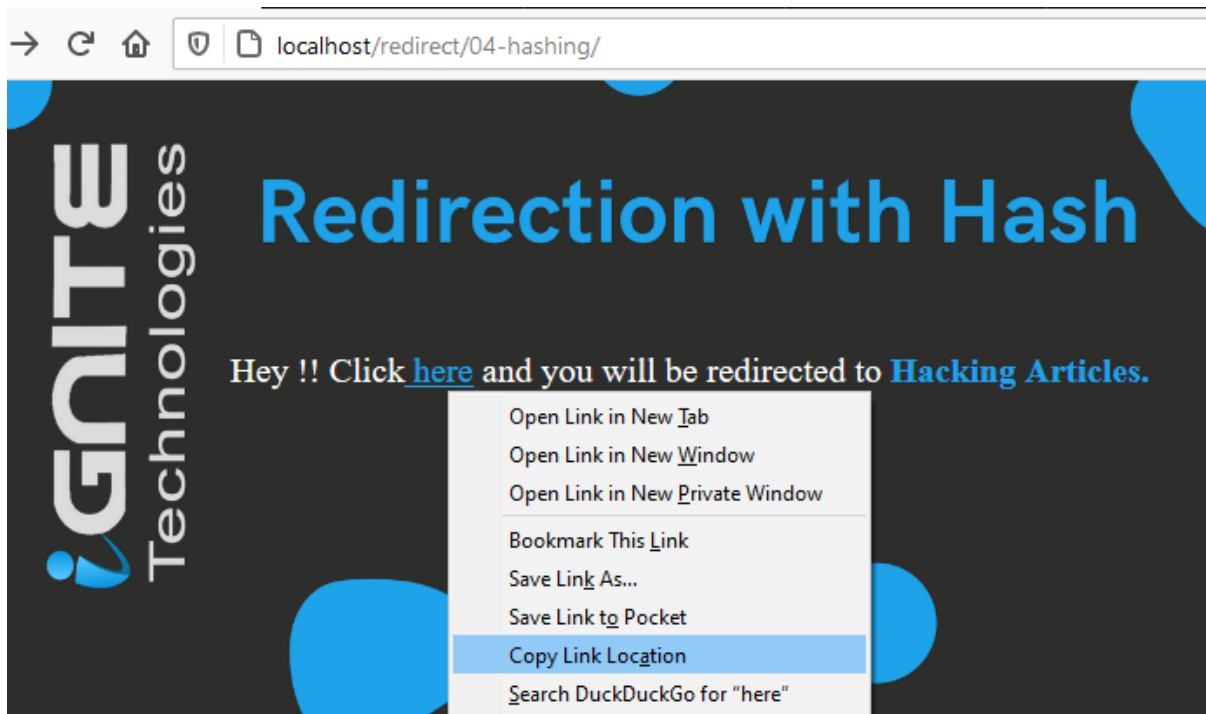 localhost/redirect/04-hashing/
iGNITE
Technologies
Redirection with Hash
Hey !! Click here and you will be redirected to Hacking Articles.
Open Link in New Tab
Open Link in New Window
Open Link in New Private Window
Bookmark This Link
Save Link As...
Save Link to Pocket
Copy Link Location
Search DuckDuckGo for “here”